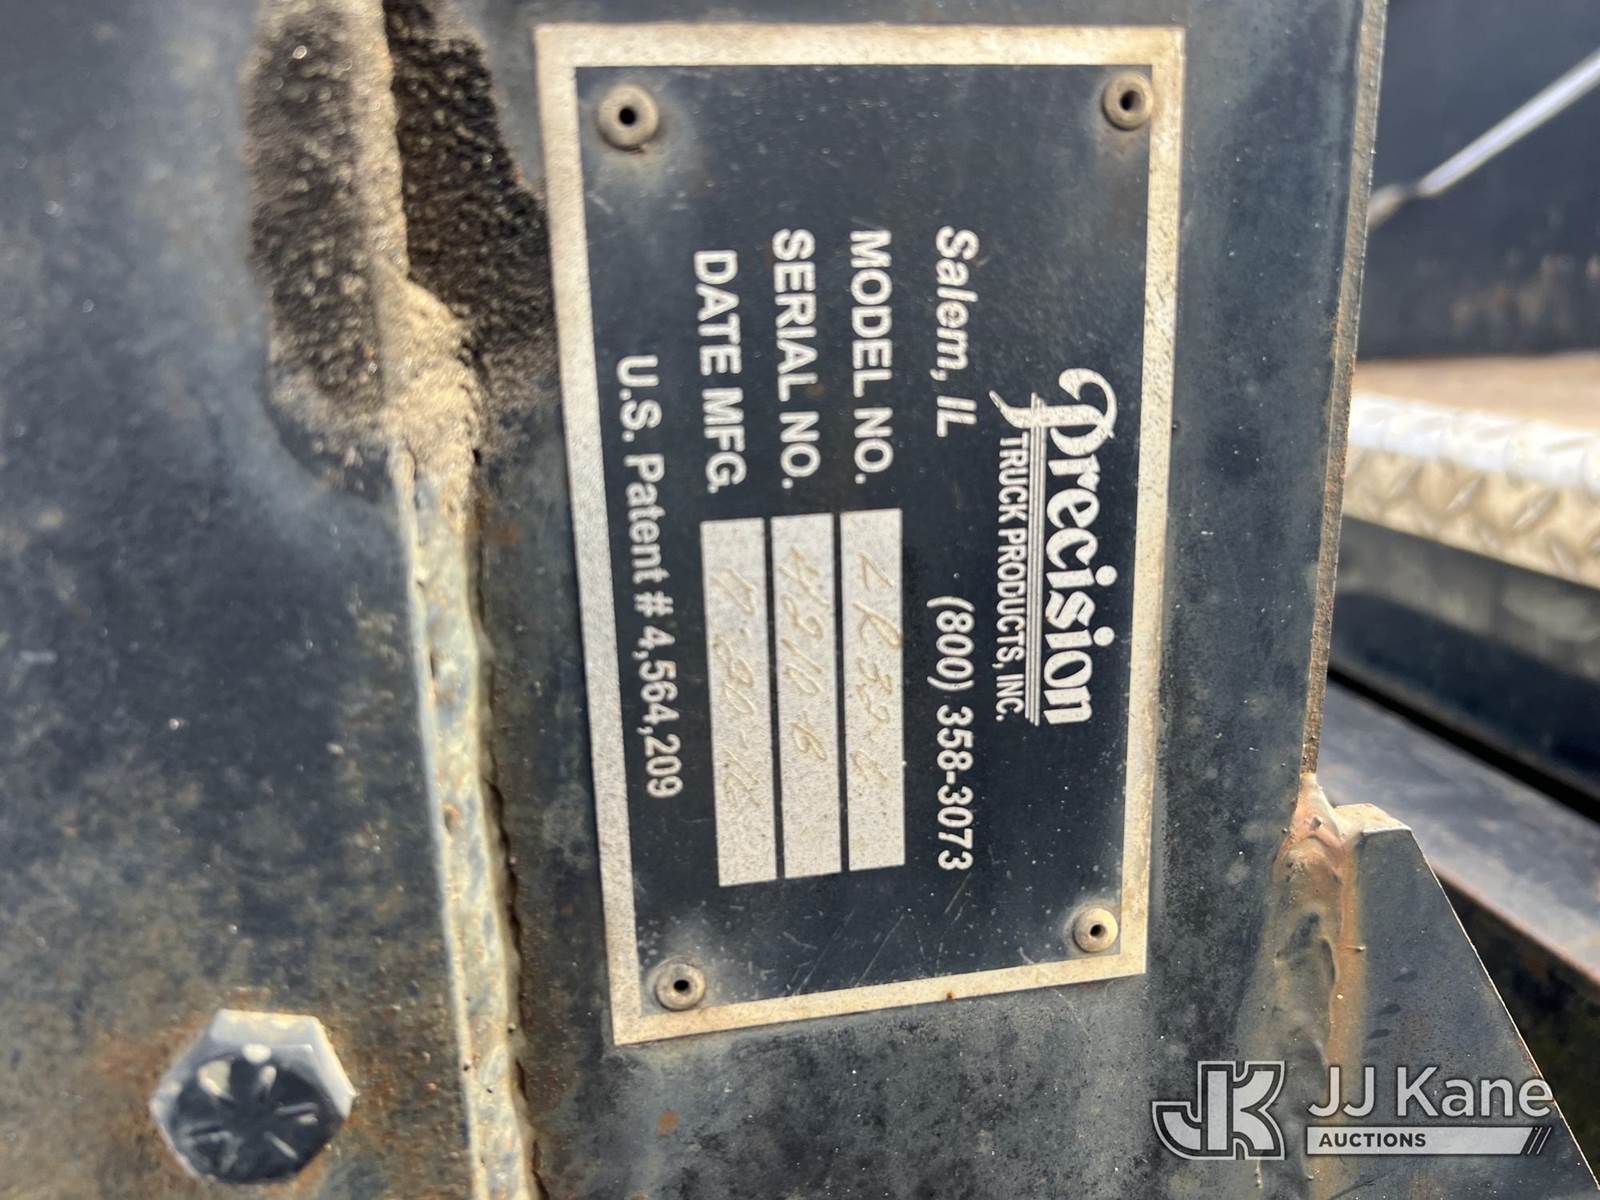 Precision
TRUCK PRODUCTS, INC.
Salem, IL (800) 358-3073
MODEL NO.
SERIAL NO.
DATE MFG.
U.S. Patent # 4,564,209
JK JJ Kane
AUCTIONS